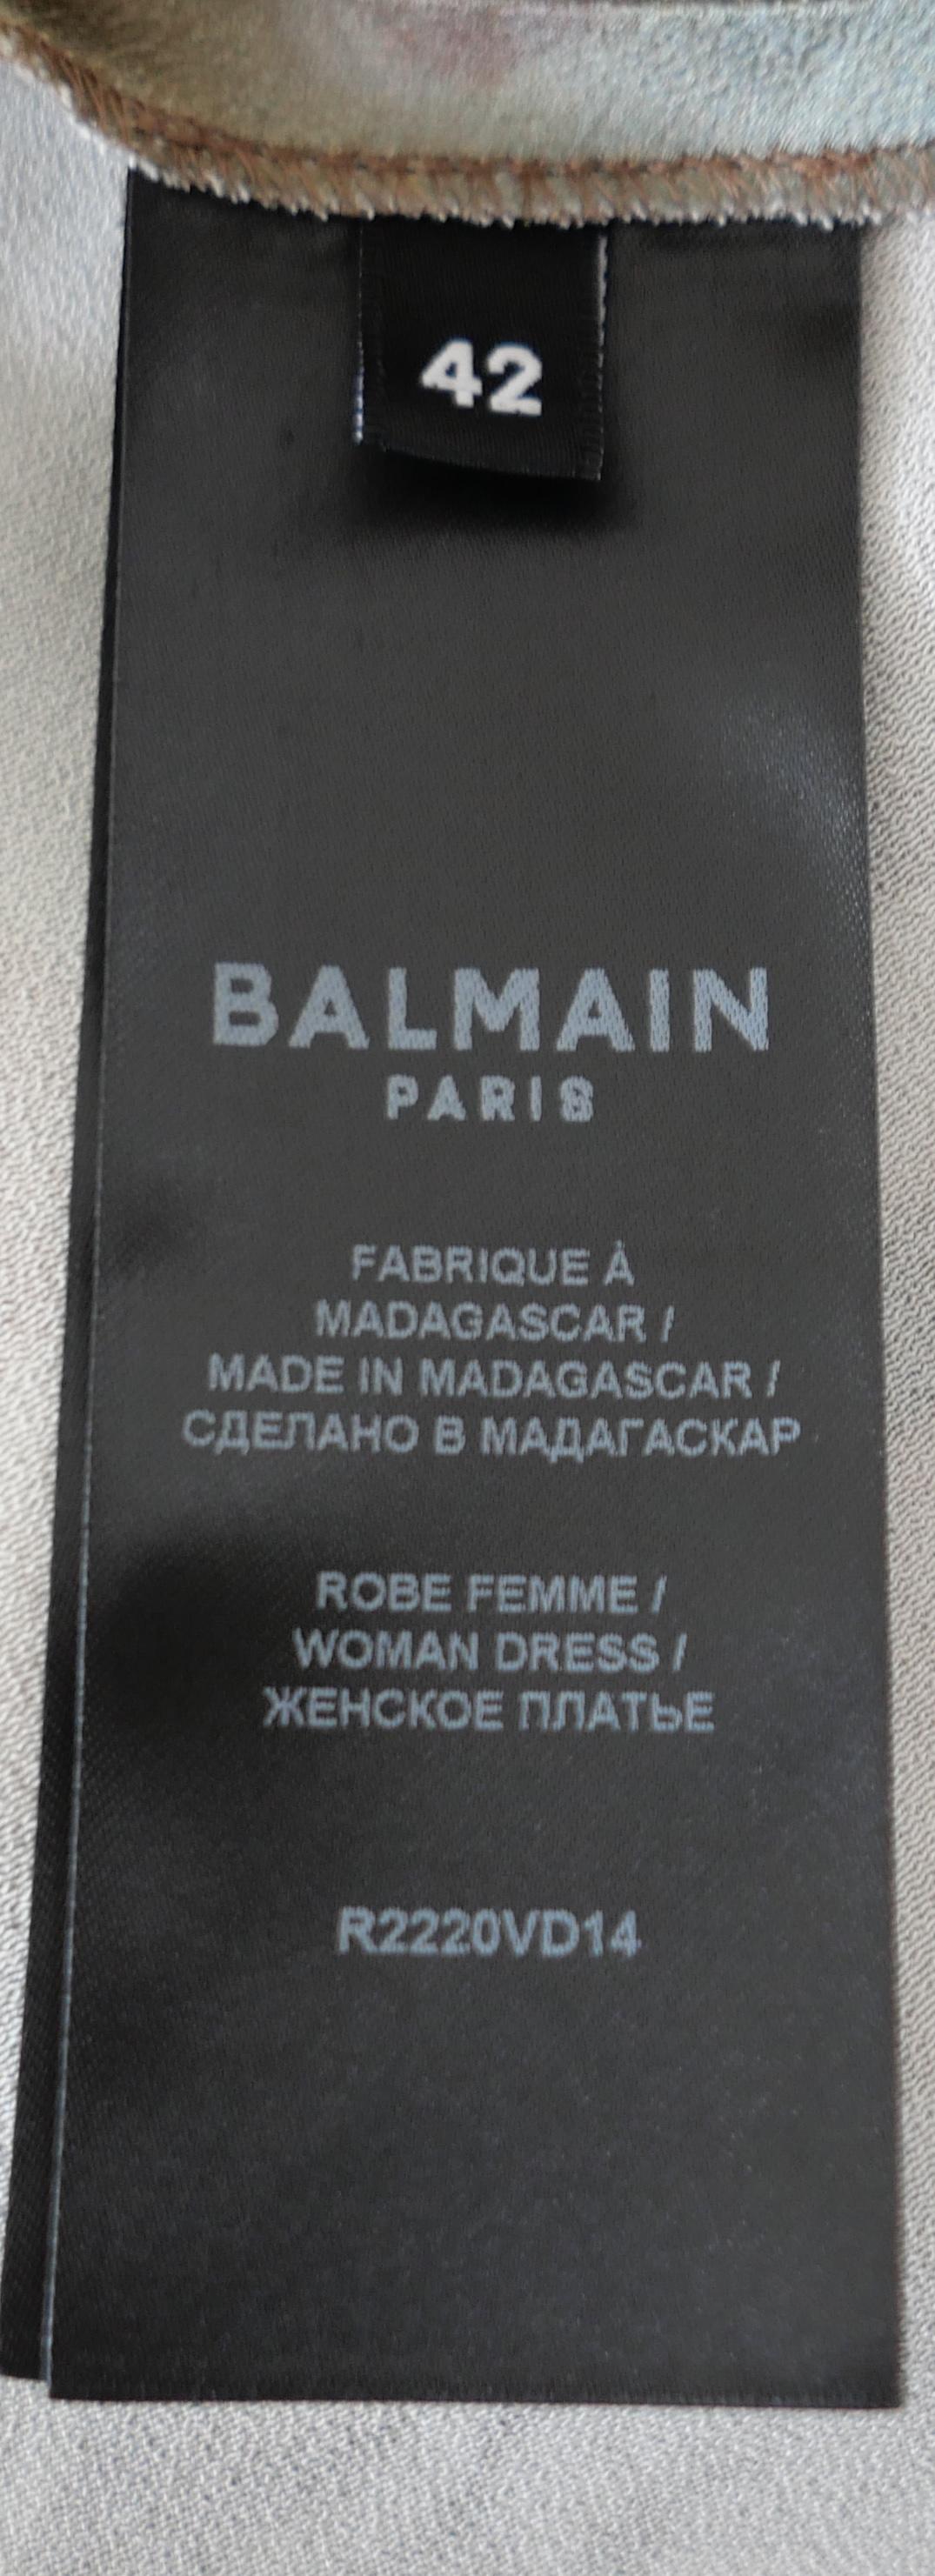 42
BALMAIN
PARIS
FABRIQUE À
MADAGASCAR /
MADE IN MADAGASCAR /
СДЕЛАНО В МАДАГАСКАР
ROBE FEMME /
WOMAN DRESS /
ЖЕНСКОЕ ПЛАТЬЕ
R2220VD14